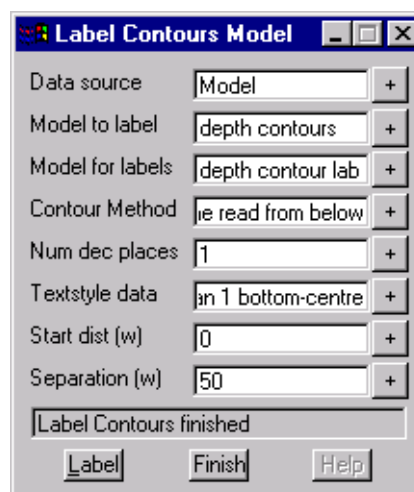 Label Contours Model
Data source Model +
Model to label depth contours +
Model for labels depth contour lab +
Contour Method read from below +
Num dec places 1 +
Textstyle data 1 bottom-centre +
Start dist (w) 0 +
Separation (w) 50 +
Label Contours finished
Label Finish Help